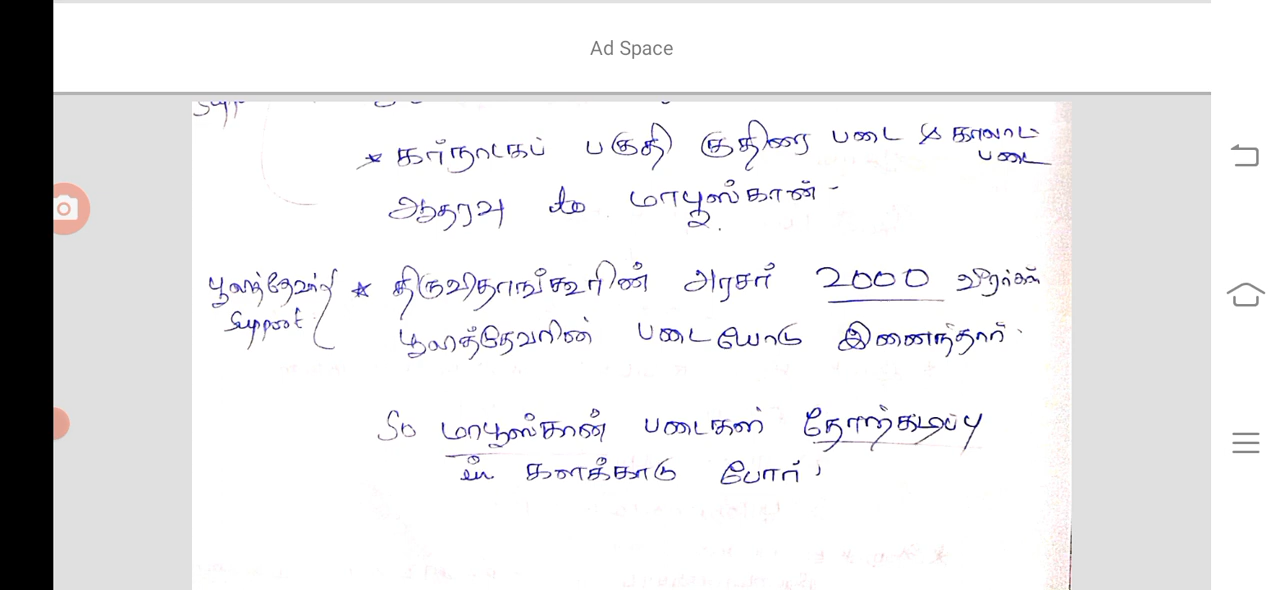 Ad Space
* கர்நாடகப் பகுதி குதிரை படை & காலாட்
படை
ஆதரவு to மாபூஸ்கான்.
பூலித்தேவர்
Support
* திருவிதாங்கூரின் அரசர் 2000 வீரர்கள்
பூலித்தேவரின் படையோடு இணைந்தார்.
So மாபூஸ்கான் படைகள் தோற்கடிப்பு
in களக்காடு போர்.